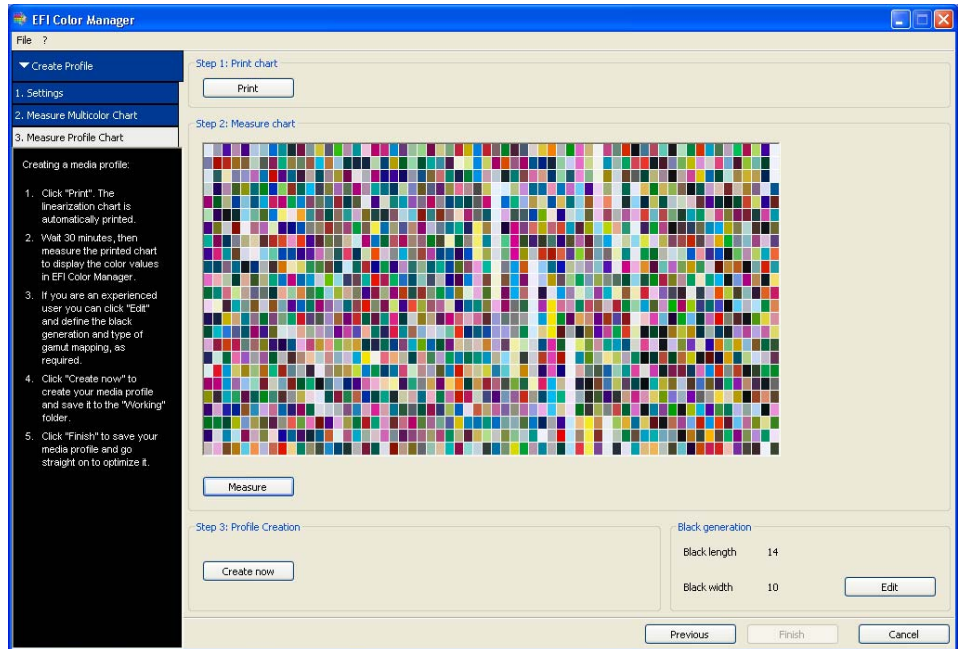 EFI Color Manager
File ?
Create Profile
1. Settings
2. Measure Multicolor Chart
3. Measure Profile Chart
Creating a media profile:
1. Click "Print". The
linearization chart is
automatically printed.
2. Wait 30 minutes, then
measure the printed chart
to display the color values
in EFI Color Manager.
3. If you are an experienced
user you can click "Edit"
and define the black
generation and type of
gamut mapping, as
required.
4. Click "Create now" to
create your media profile
and save it to the "Working"
folder.
5. Click "Finish" to save your
media profile and go
straight on to optimize it.
Step 1: Print chart
Print
Step 2: Measure chart
Measure
Step 3: Profile Creation
Create now
Black generation
Black length 14
Black width 10
Edit
Previous
Finish
Cancel